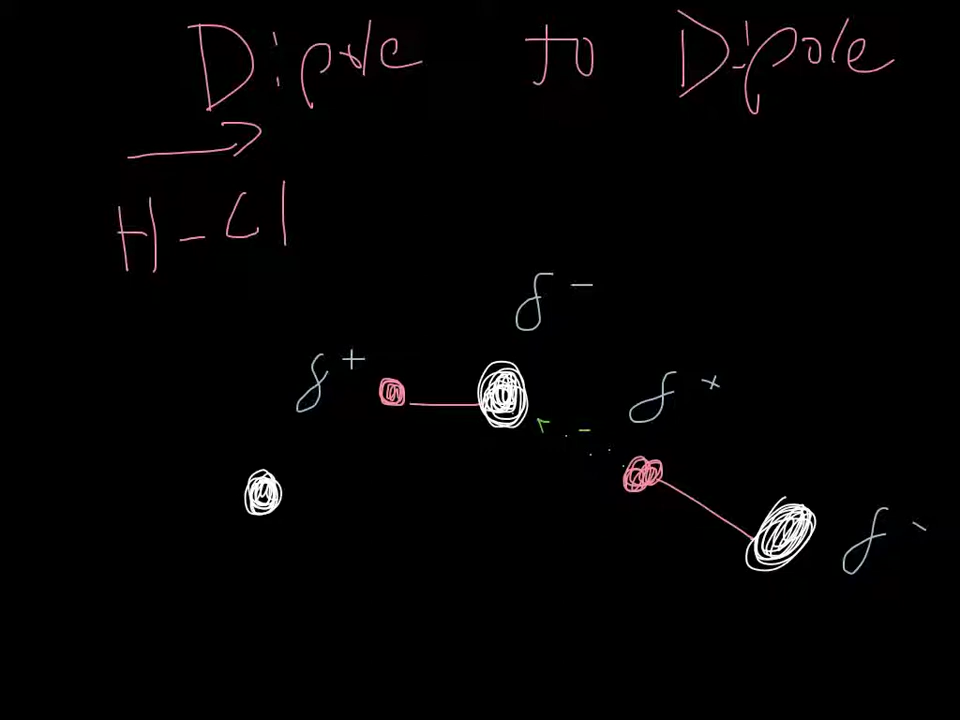 Dipole to Dipole
H-Cl
δ-
δ+
δ+
δ-